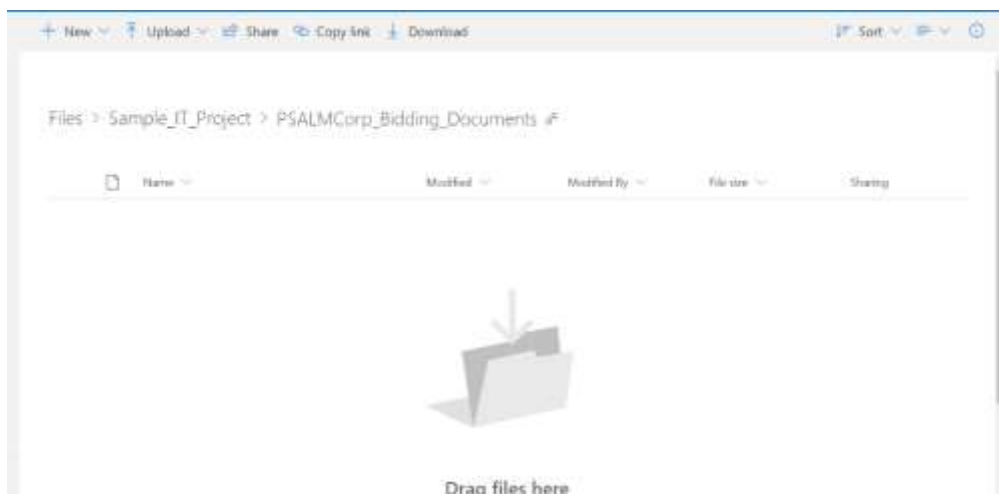 New Upload Share Copy link Download Sort
Files > Sample_IT_Project > PSALMCorp_Bidding_Documents
Name Modified Modified By File size Sharing
Drag files here